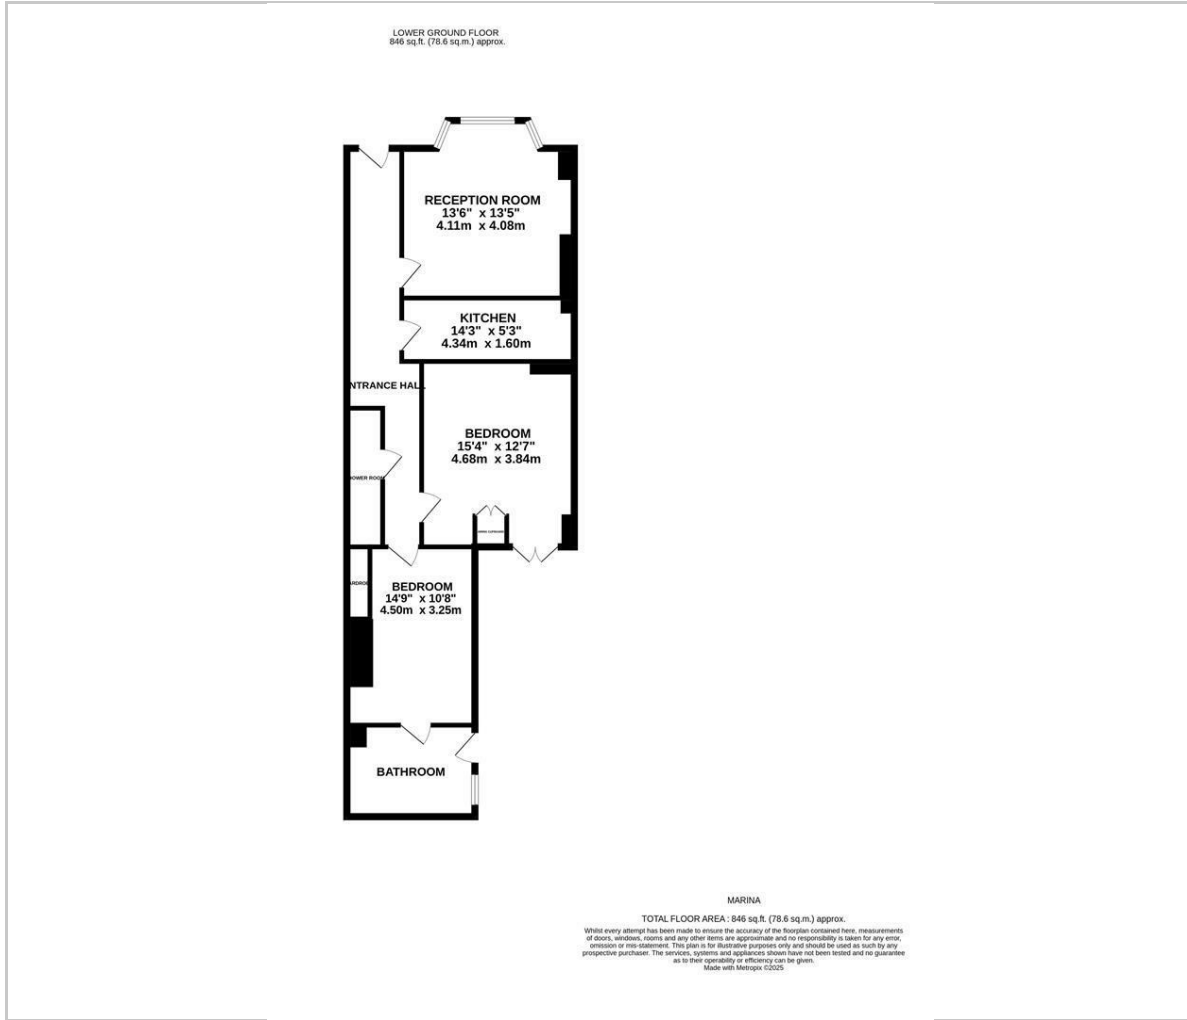 LOWER GROUND FLOOR
846 sq.ft. (78.6 sq.m.) approx.
RECEPTION ROOM
13'6" x 13'5"
4.11m x 4.08m
KITCHEN
14'3" x 5'3"
4.34m x 1.60m
NTRANCE HALL
BEDROOM
15'4" x 12'7"
4.68m x 3.84m
OWER ROOM
BEDROOM
14'9" x 10'8"
4.50m x 3.25m
ARDROB
BATHROOM
MARINA
TOTAL FLOOR AREA : 846 sq.ft. (78.6 sq.m.) approx.
Whilst every attempt has been made to ensure the accuracy of the floorplan contained here, measurements
of doors, windows, rooms and any other items are approximate and no responsibility is taken for any error,
omission or mis-statement. This plan is for illustrative purposes only and should be used as such by any
prospective purchaser. The services, systems and appliances shown have not been tested and no guarantee
as to their operability or efficiency can be given.
Made with Metropix ©2025